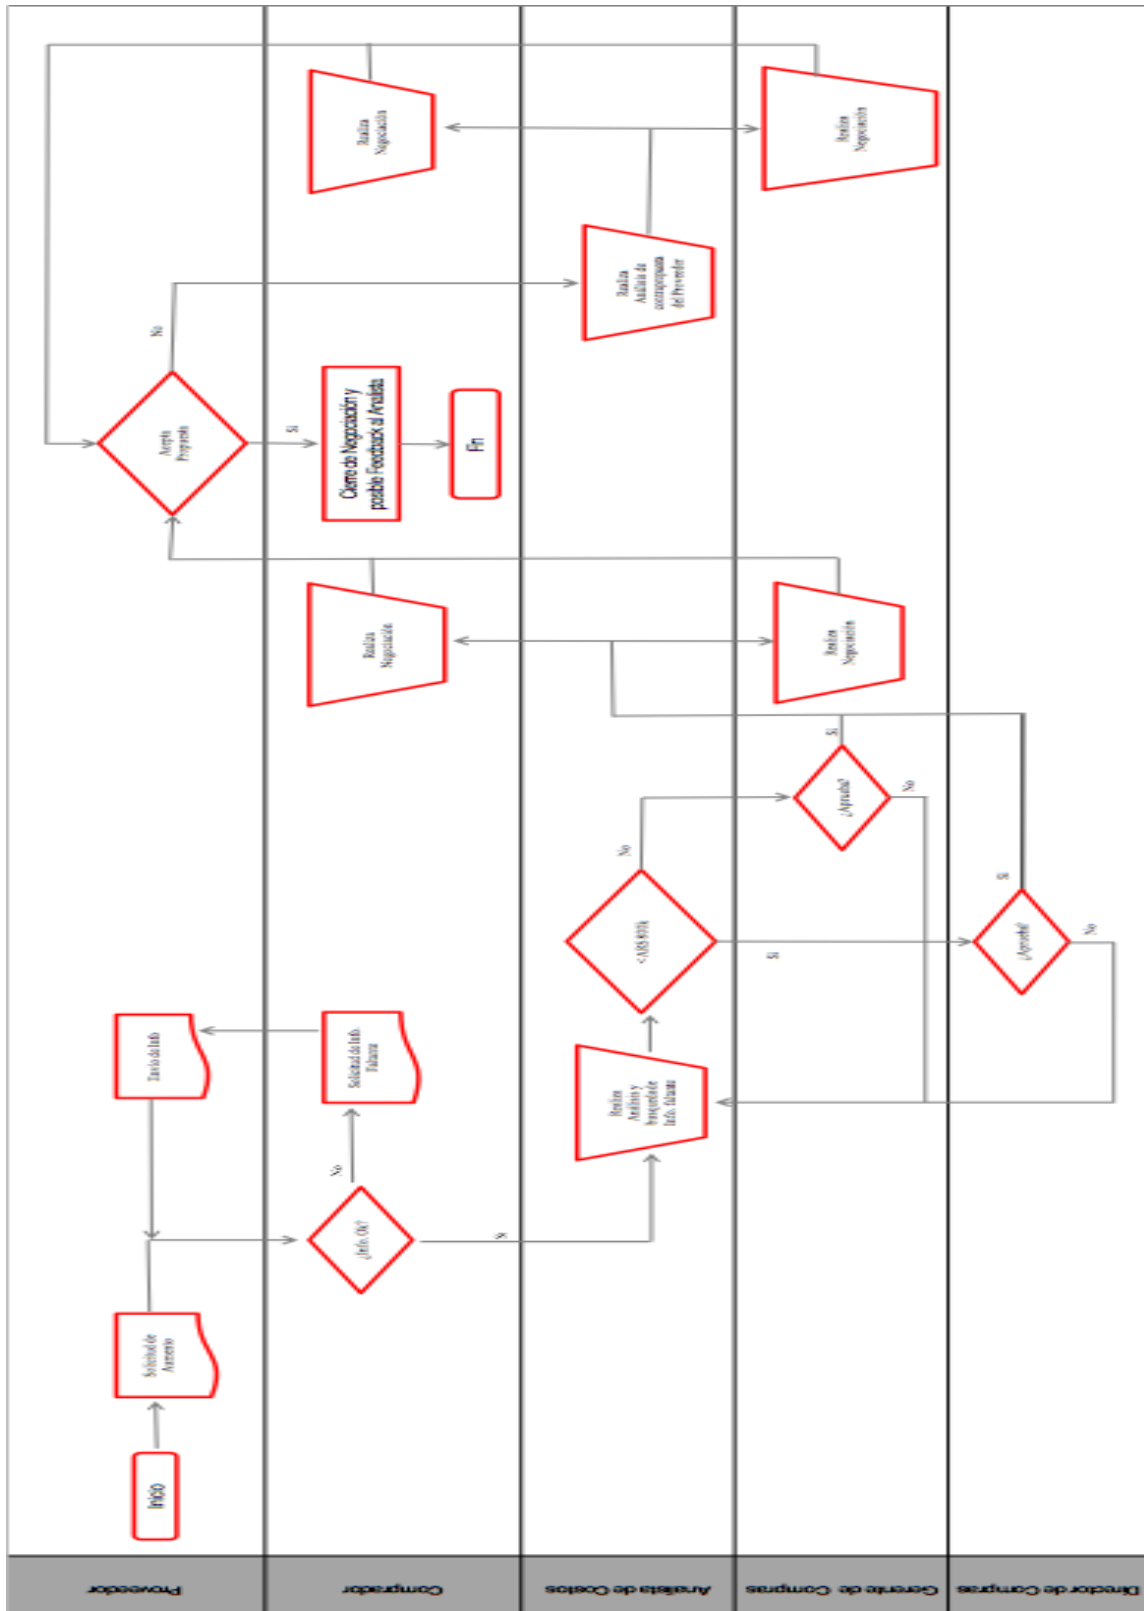 Proveedor
Inicio
Solicitud de
Aumento
Envío de Info
Acepta
Propuesta
No
Si
Comprador
¿Info. Ok?
No
Si
Solicitud de Info.
Faltante
Realiza
Negociación
Cierre de Negociación y
posible Feedback al Analista
Fin
Realiza
Negociación
Analista de Costos
Realiza
Análisis y
busqueda de
Info. faltante
< ARS 800k
No
Si
Realiza
Análisis de
contrapropuesta
del Proveedor
Gerente de Compras
¿Aprueba?
Si
No
Realiza
Negociación
Realiza
Negociación
Director de Compras
¿Aprueba?
Si
No